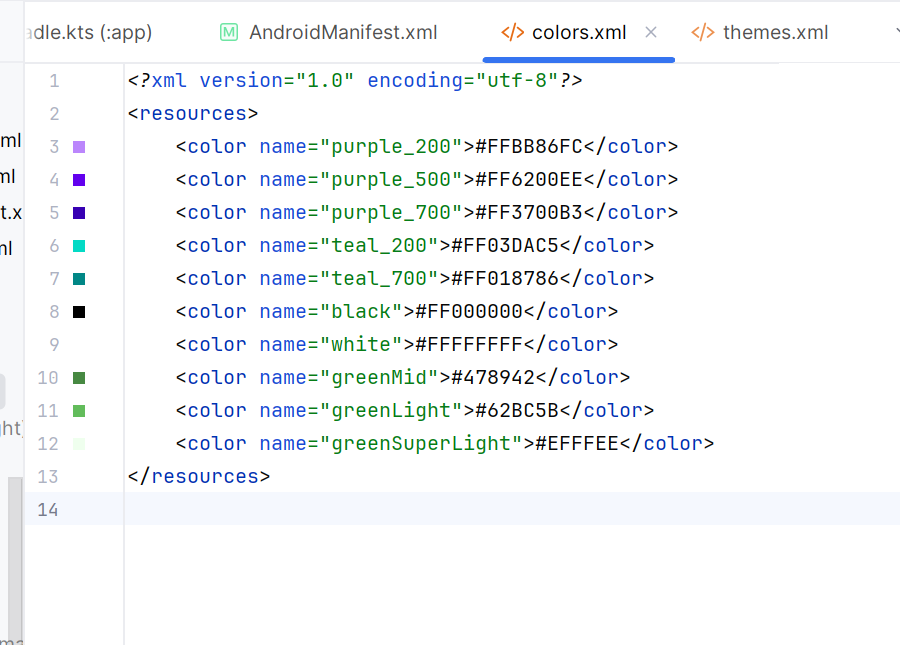 adle.kts (:app) AndroidManifest.xml colors.xml themes.xml
1 <?xml version="1.0" encoding="utf-8"?>
2 <resources>
3     <color name="purple_200">#FFBB86FC</color>
4     <color name="purple_500">#FF6200EE</color>
5     <color name="purple_700">#FF3700B3</color>
6     <color name="teal_200">#FF03DAC5</color>
7     <color name="teal_700">#FF018786</color>
8     <color name="black">#FF000000</color>
9     <color name="white">#FFFFFFFF</color>
10     <color name="greenMid">#478942</color>
11     <color name="greenLight">#62BC5B</color>
12     <color name="greenSuperLight">#EFFFEE</color>
13 </resources>
14
ml
ml
t.x
ml
ght)